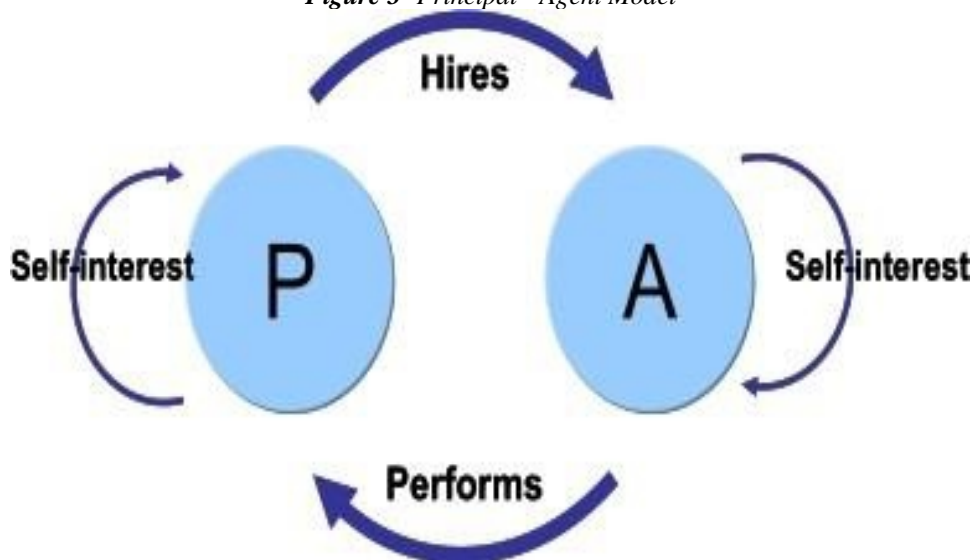 Figure 3 Principal - Agent Model
Hires
Self-interest
P
A
Self-interest
Performs